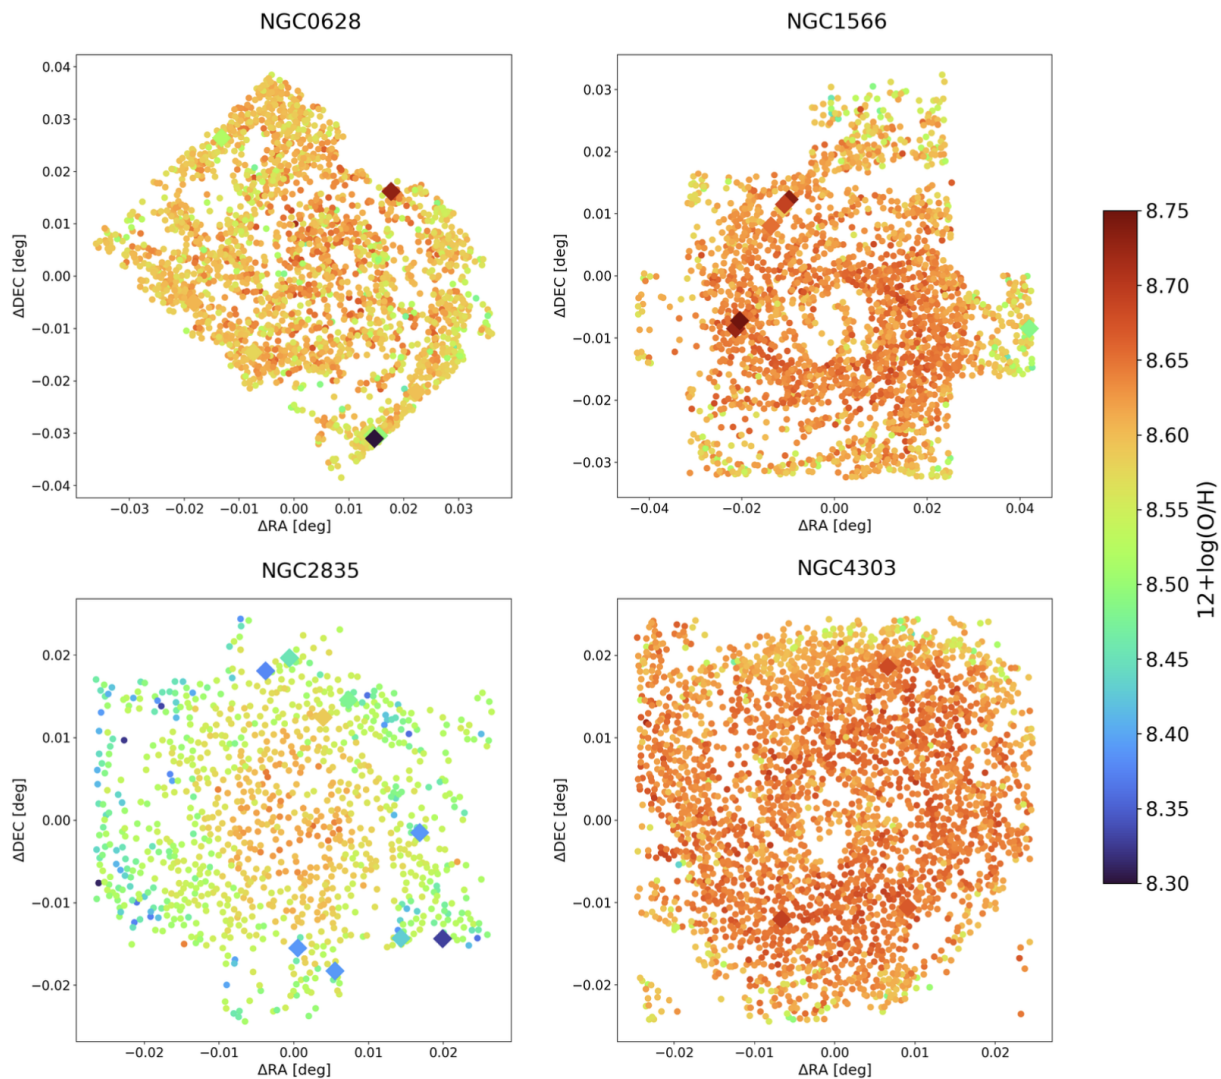 NGC0628
0.04
0.03
0.02
0.01
0.00
−0.01
−0.02
−0.03
−0.04
ΔDEC [deg]
−0.03 −0.02 −0.01 0.00 0.01 0.02 0.03
ΔRA [deg]
NGC1566
0.03
0.02
0.01
0.00
−0.01
−0.02
−0.03
ΔDEC [deg]
−0.04 −0.02 0.00 0.02 0.04
ΔRA [deg]
NGC2835
0.02
0.01
0.00
−0.01
−0.02
ΔDEC [deg]
−0.02 −0.01 0.00 0.01 0.02
ΔRA [deg]
NGC4303
0.02
0.01
0.00
−0.01
−0.02
ΔDEC [deg]
−0.02 −0.01 0.00 0.01 0.02
ΔRA [deg]
8.75
8.70
8.65
8.60
8.55
8.50
8.45
8.40
8.35
8.30
12+log(O/H)